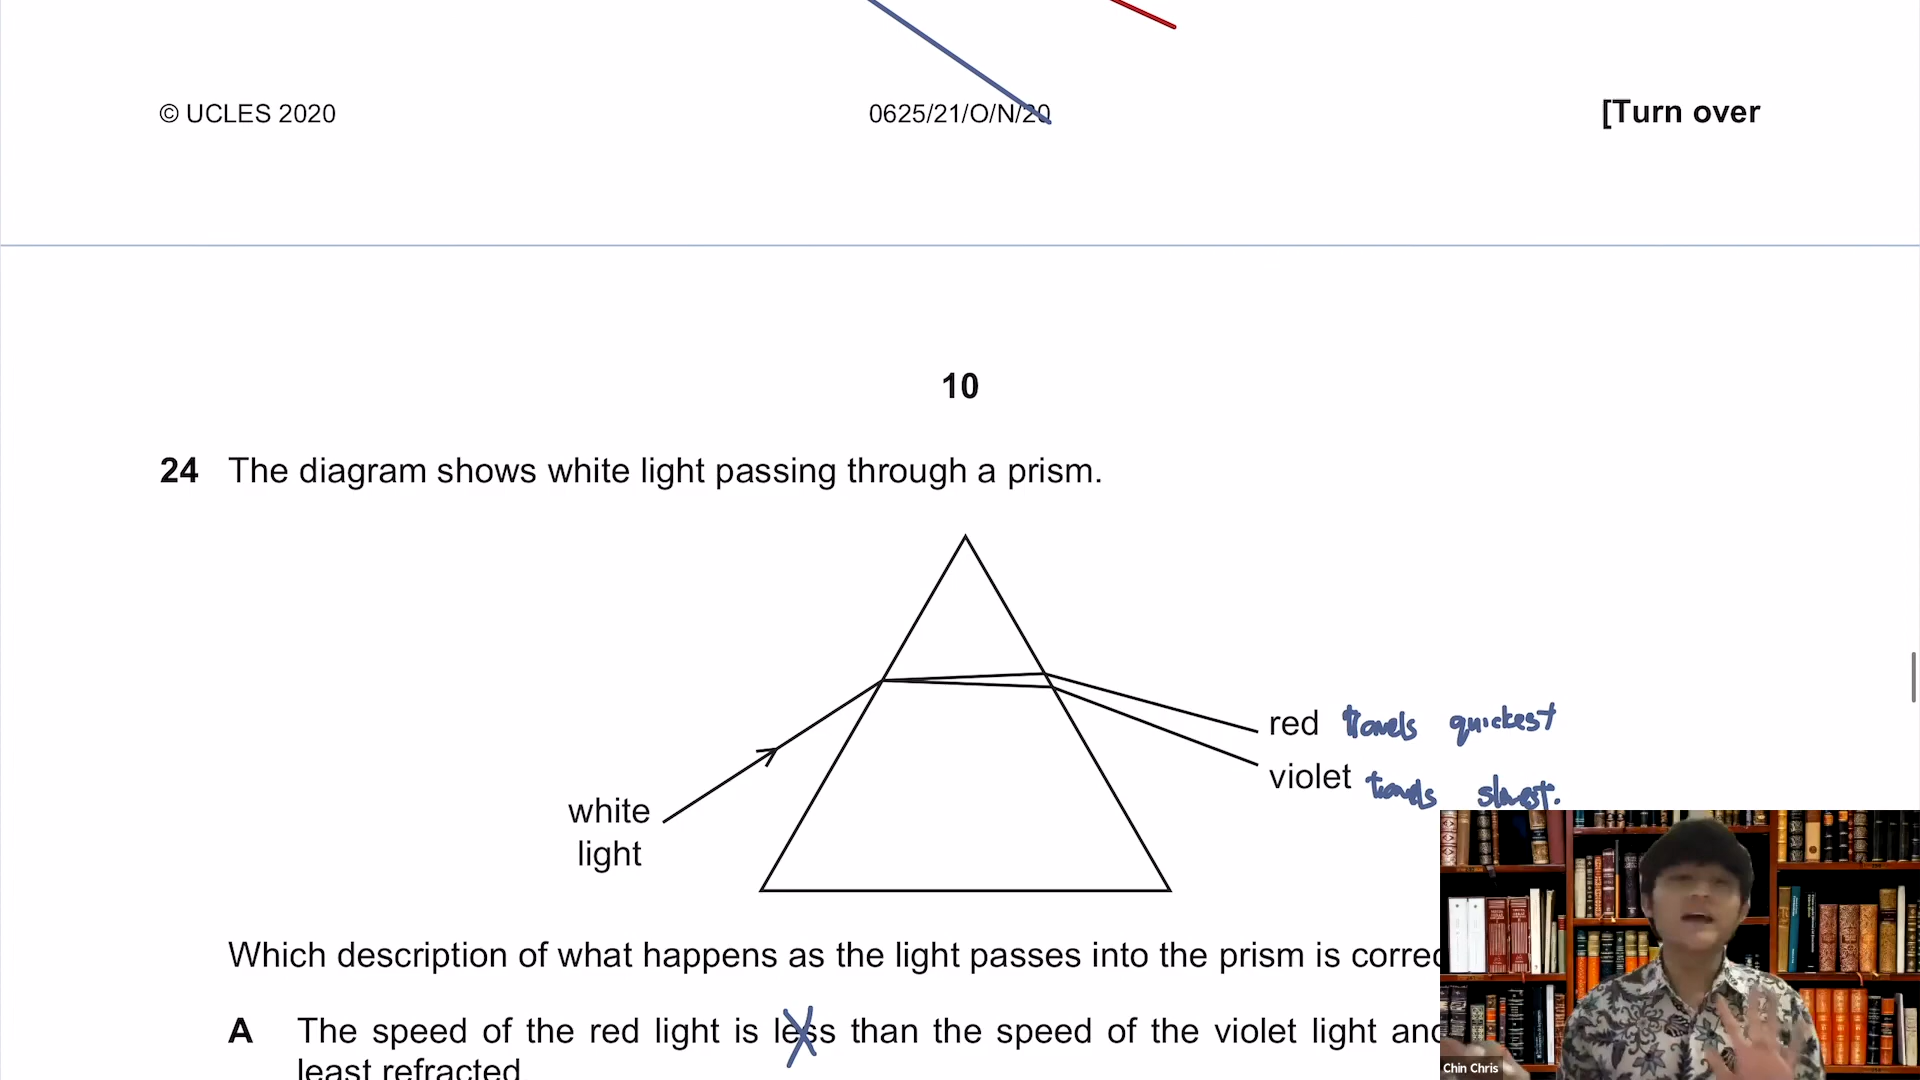 © UCLES 2020 0625/21/O/N/20 [Turn over
10
24 The diagram shows white light passing through a prism.
red travels quickest
violet travels slowest.
white
light
Which description of what happens as the light passes into the prism is correc
A The speed of the red light is less than the speed of the violet light and
least refracted
Chin Chris